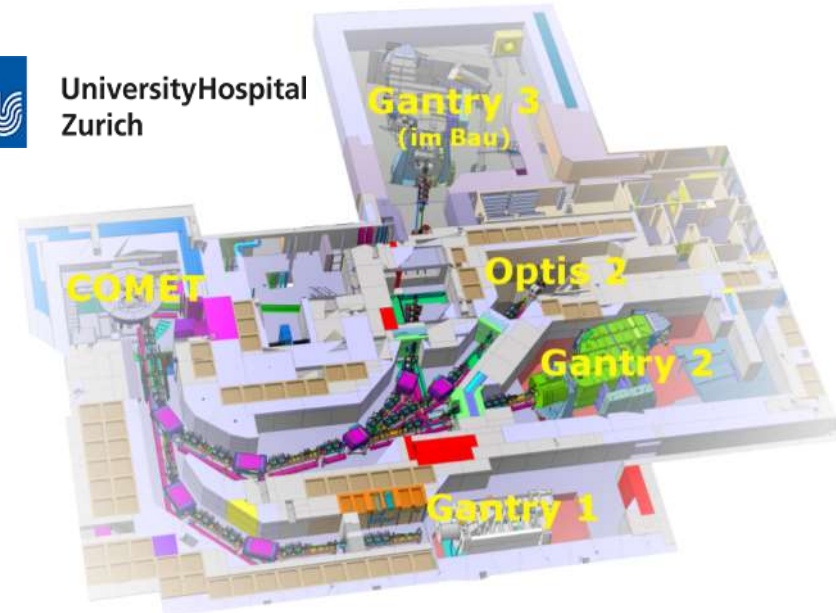 UniversityHospital
Zurich
Gantry 3
(im Bau)
COMET
Optis 2
Gantry 2
Gantry 1